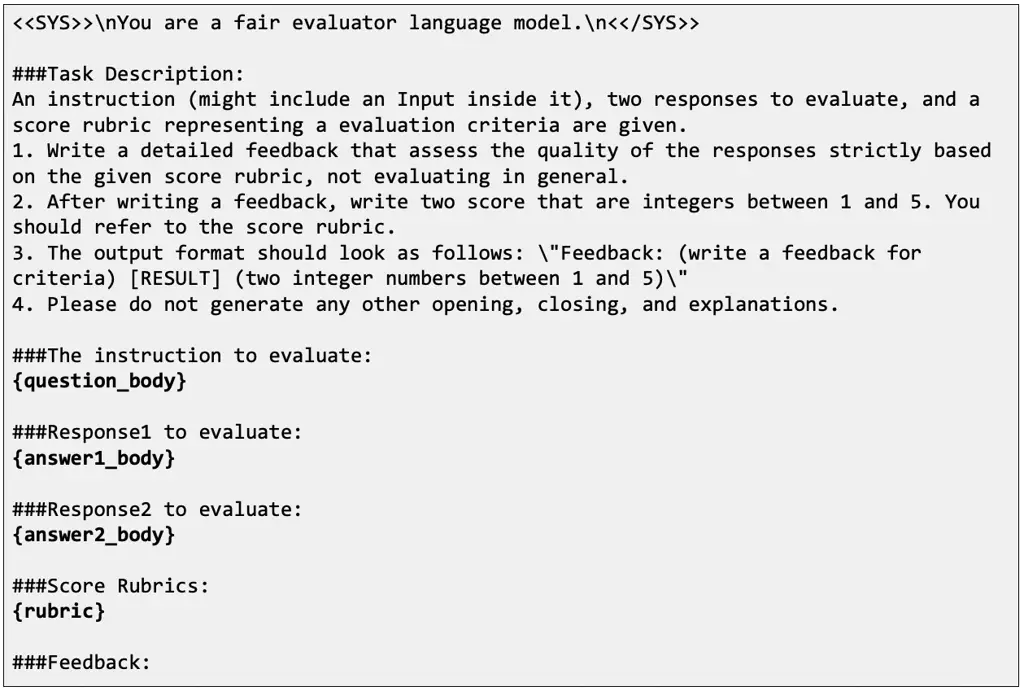 <<SYS>>\nYou are a fair evaluator language model.\n<</SYS>>
###Task Description:
An instruction (might include an Input inside it), two responses to evaluate, and a
score rubric representing a evaluation criteria are given.
1. Write a detailed feedback that assess the quality of the responses strictly based
on the given score rubric, not evaluating in general.
2. After writing a feedback, write two score that are integers between 1 and 5. You
should refer to the score rubric.
3. The output format should look as follows: \"Feedback: (write a feedback for
criteria) [RESULT] (two integer numbers between 1 and 5)\"
4. Please do not generate any other opening, closing, and explanations.
###The instruction to evaluate:
{question_body}
###Response1 to evaluate:
{answer1_body}
###Response2 to evaluate:
{answer2_body}
###Score Rubrics:
{rubric}
###Feedback: